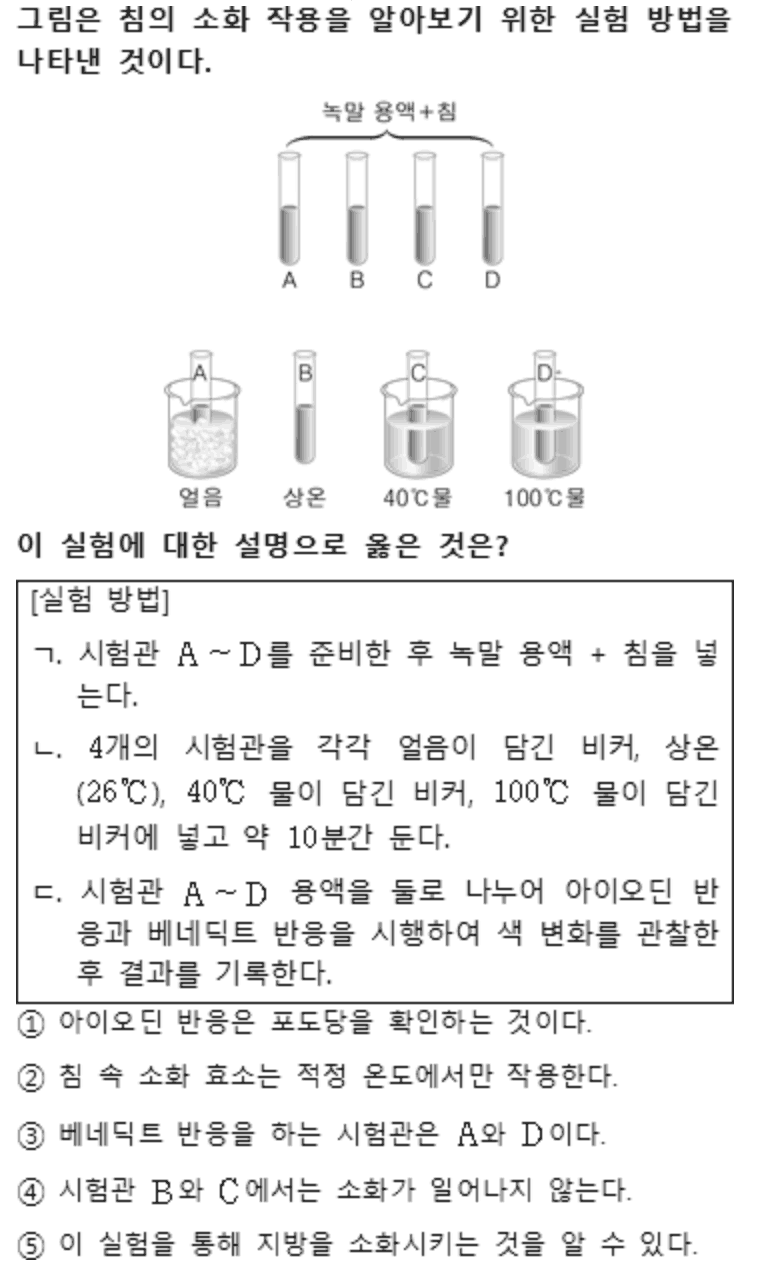 그림은 침의 소화 작용을 알아보기 위한 실험 방법을
나타낸 것이다.
녹말 용액+침
A B C D
A B C D
얼음 상온 40℃물 100℃물
이 실험에 대한 설명으로 옳은 것은?
[실험 방법]
ㄱ. 시험관 A ~ D를 준비한 후 녹말 용액 + 침을 넣
는다.
ㄴ. 4개의 시험관을 각각 얼음이 담긴 비커, 상온
(26℃), 40℃ 물이 담긴 비커, 100℃ 물이 담긴
비커에 넣고 약 10분간 둔다.
ㄷ. 시험관 A ~ D 용액을 둘로 나누어 아이오딘 반
응과 베네딕트 반응을 시행하여 색 변화를 관찰한
후 결과를 기록한다.
① 아이오딘 반응은 포도당을 확인하는 것이다.
② 침 속 소화 효소는 적정 온도에서만 작용한다.
③ 베네딕트 반응을 하는 시험관은 A와 D이다.
④ 시험관 B와 C에서는 소화가 일어나지 않는다.
⑤ 이 실험을 통해 지방을 소화시키는 것을 알 수 있다.